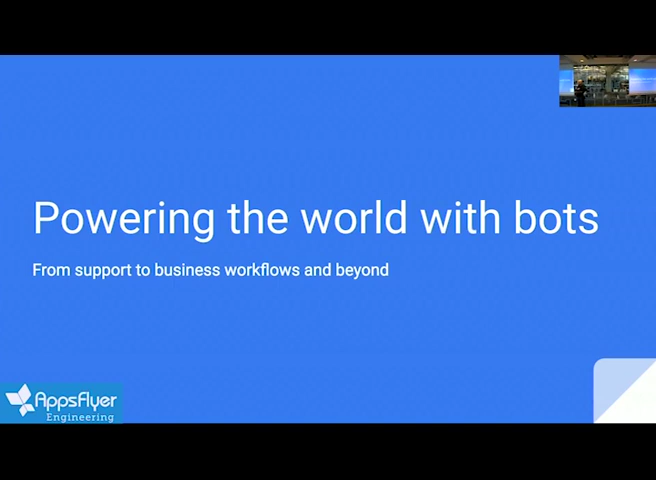 Powering the world with bots
From support to business workflows and beyond
AppsFlyer
Engineering